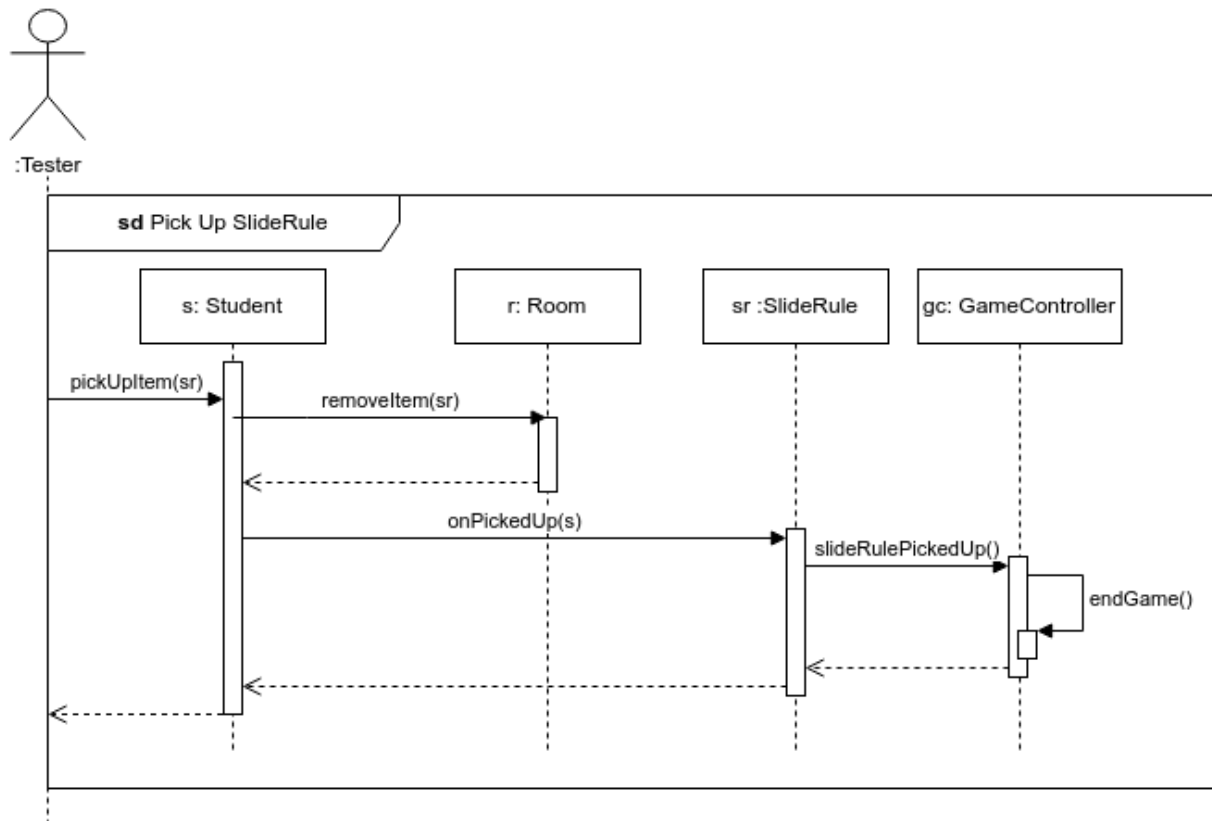 :Tester
sd Pick Up SlideRule
s: Student
r: Room
sr :SlideRule
gc: GameController
pickUpItem(sr)
removeItem(sr)
onPickedUp(s)
slideRulePickedUp()
endGame()